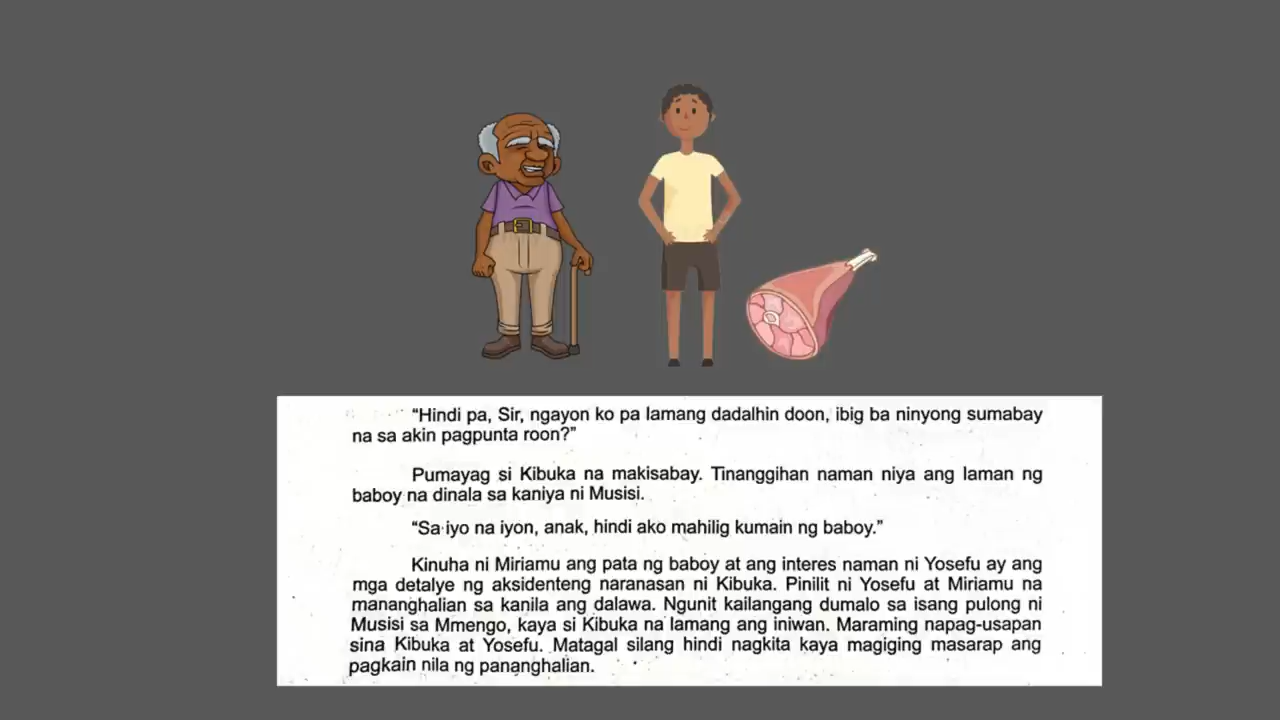 “Hindi pa, Sir, ngayon ko pa lamang dadalhin doon, ibig ba ninyong sumabay
na sa akin pagpunta roon?”
Pumayag si Kibuka na makisabay. Tinanggihan naman niya ang laman ng
baboy na dinala sa kaniya ni Musisi.
“Sa iyo na iyon, anak, hindi ako mahilig kumain ng baboy.”
Kinuha ni Miriamu ang pata ng baboy at ang interes naman ni Yosefu ay ang
mga detalye ng aksidenteng naranasan ni Kibuka. Pinilit ni Yosefu at Miriamu na
mananghalian sa kanila ang dalawa. Ngunit kailangang dumalo sa isang pulong ni
Musisi sa Mmengo, kaya si Kibuka na lamang ang iniwan. Maraming napag-usapan
sina Kibuka at Yosefu. Matagal silang hindi nagkita kaya magiging masarap ang
pagkain nila ng pananghalian.